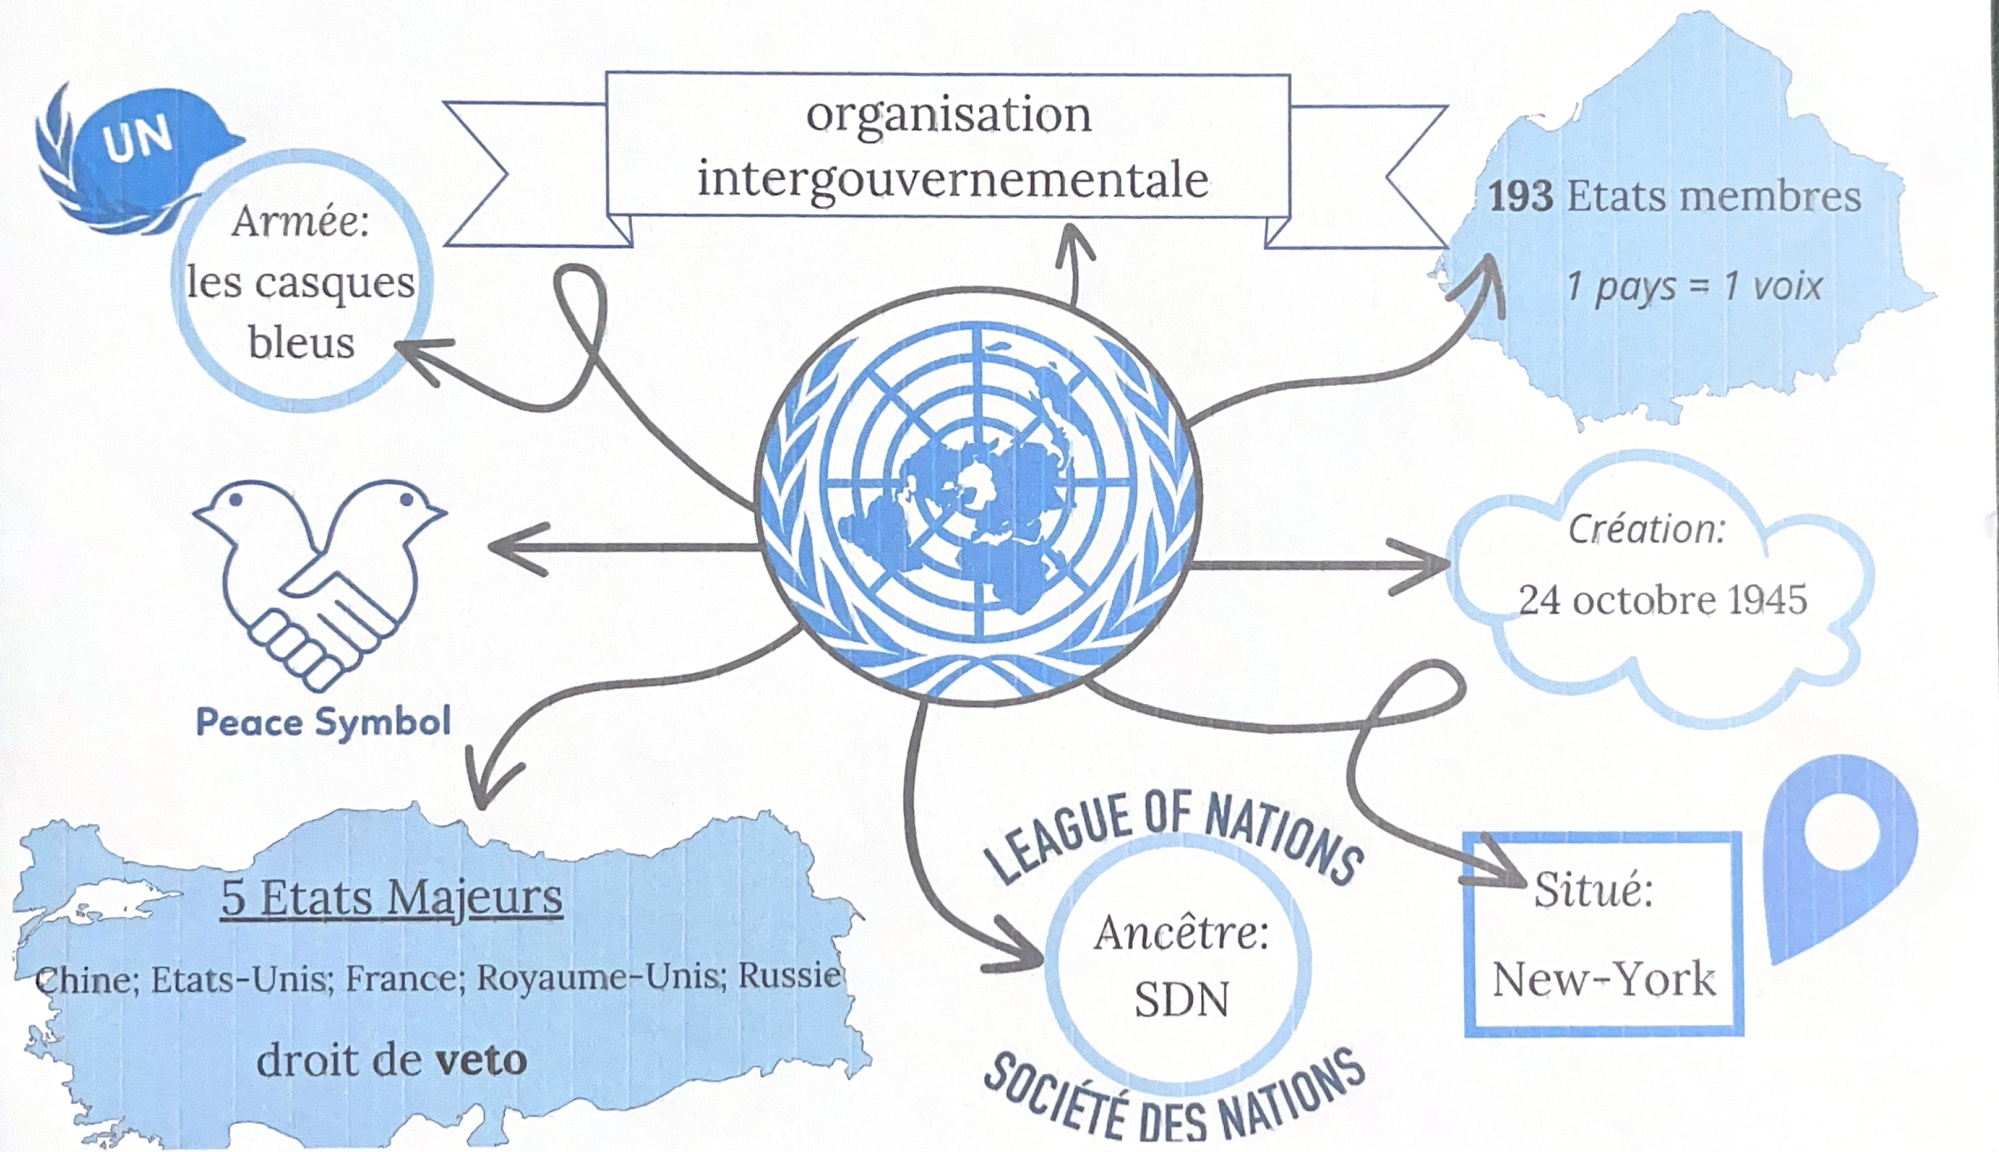 UN
organisation
intergouvernementale
193 Etats membres
1 pays = 1 voix
Armée:
les casques
bleus
Création:
24 octobre 1945
Peace Symbol
5 Etats Majeurs
Chine; Etats-Unis; France; Royaume-Unis; Russie
droit de veto
LEAGUE OF NATIONS
Ancêtre:
SDN
SOCIÉTÉ DES NATIONS
Situé:
New-York